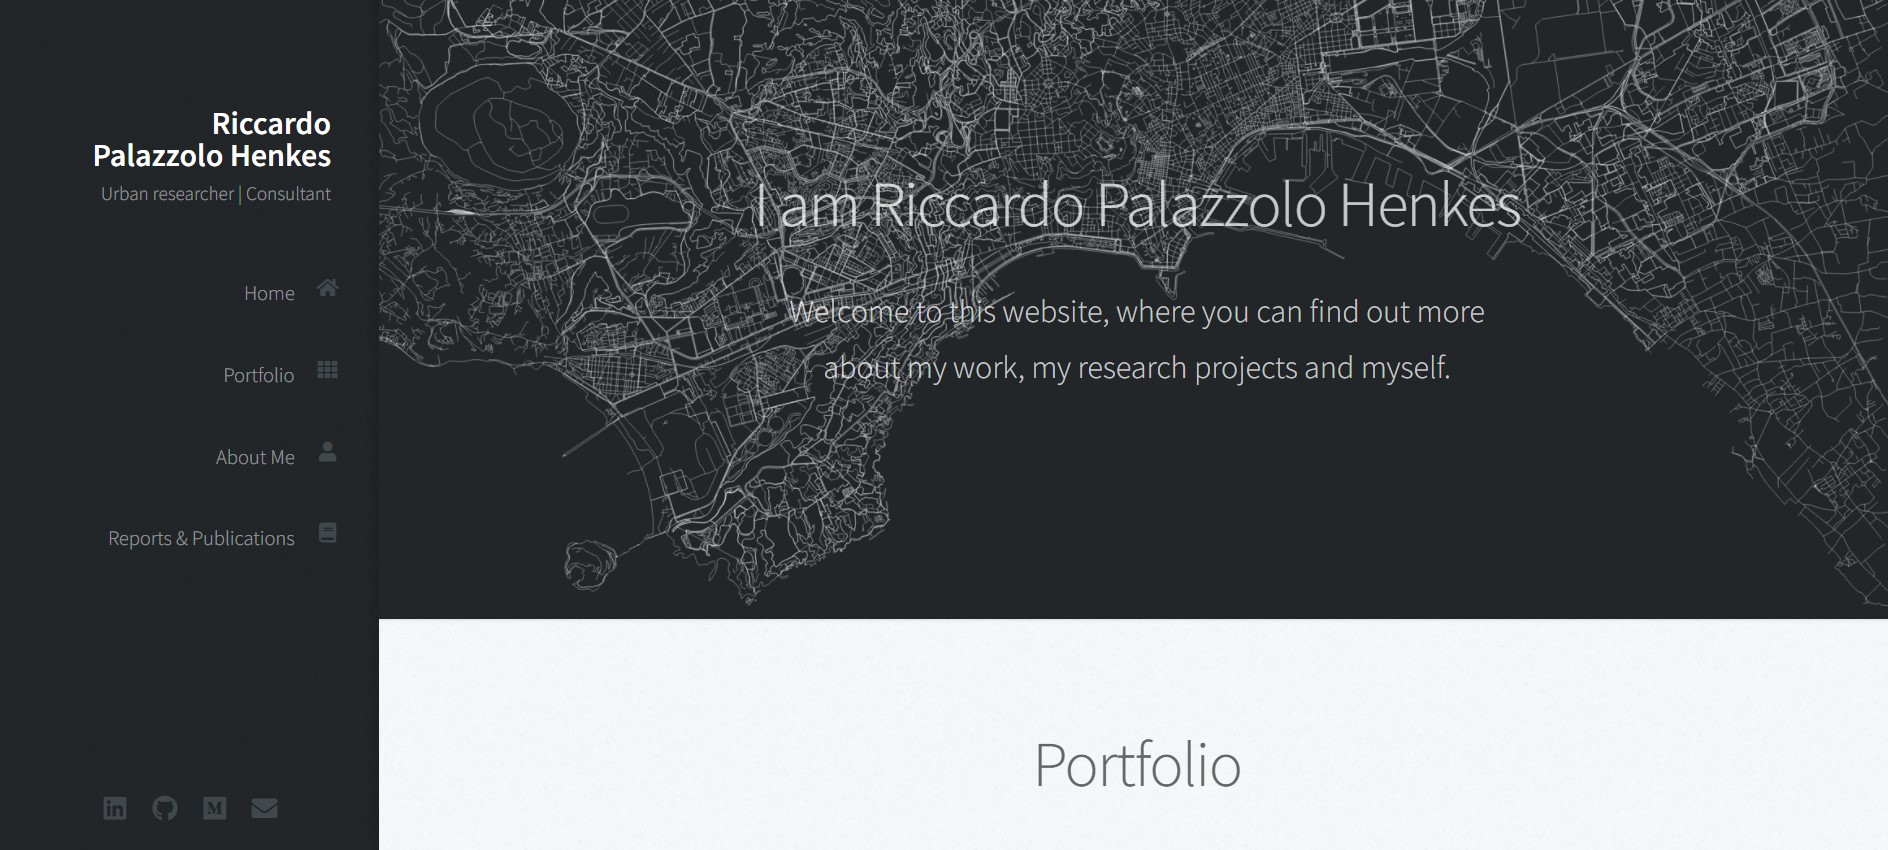 Riccardo
Palazzolo Henkes
Urban researcher | Consultant
Home
Portfolio
About Me
Reports & Publications
I am Riccardo Palazzolo Henkes
Welcome to this website, where you can find out more
about my work, my research projects and myself.
Portfolio